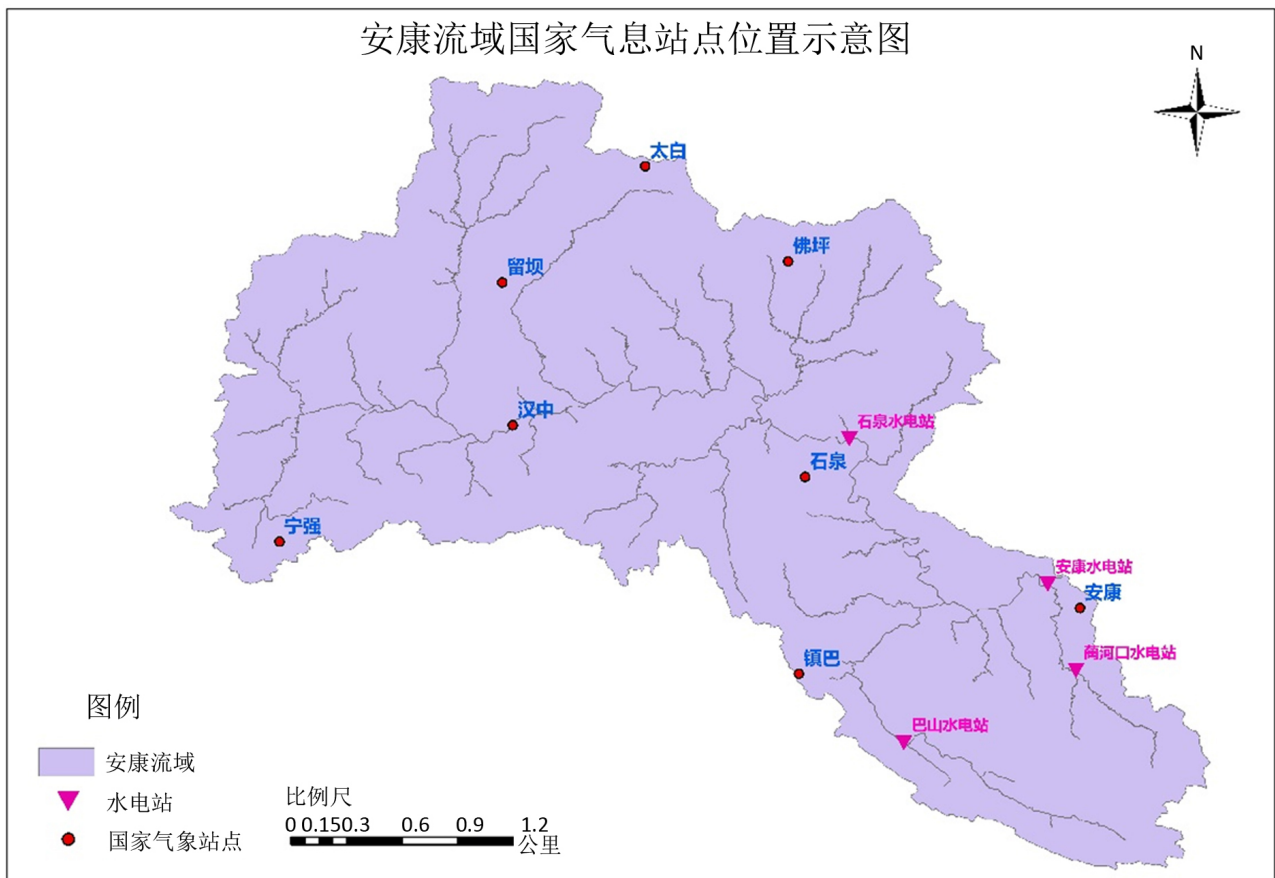 安康流域国家气息站点位置示意图
N
太白
佛坪
留坝
汉中
石泉水电站
石泉
宁强
安康水电站
安康
蔺河口水电站
镇巴
巴山水电站
图例
安康流域
水电站
国家气象站点
比例尺
0 0.15 0.3 0.6 0.9 1.2
公里